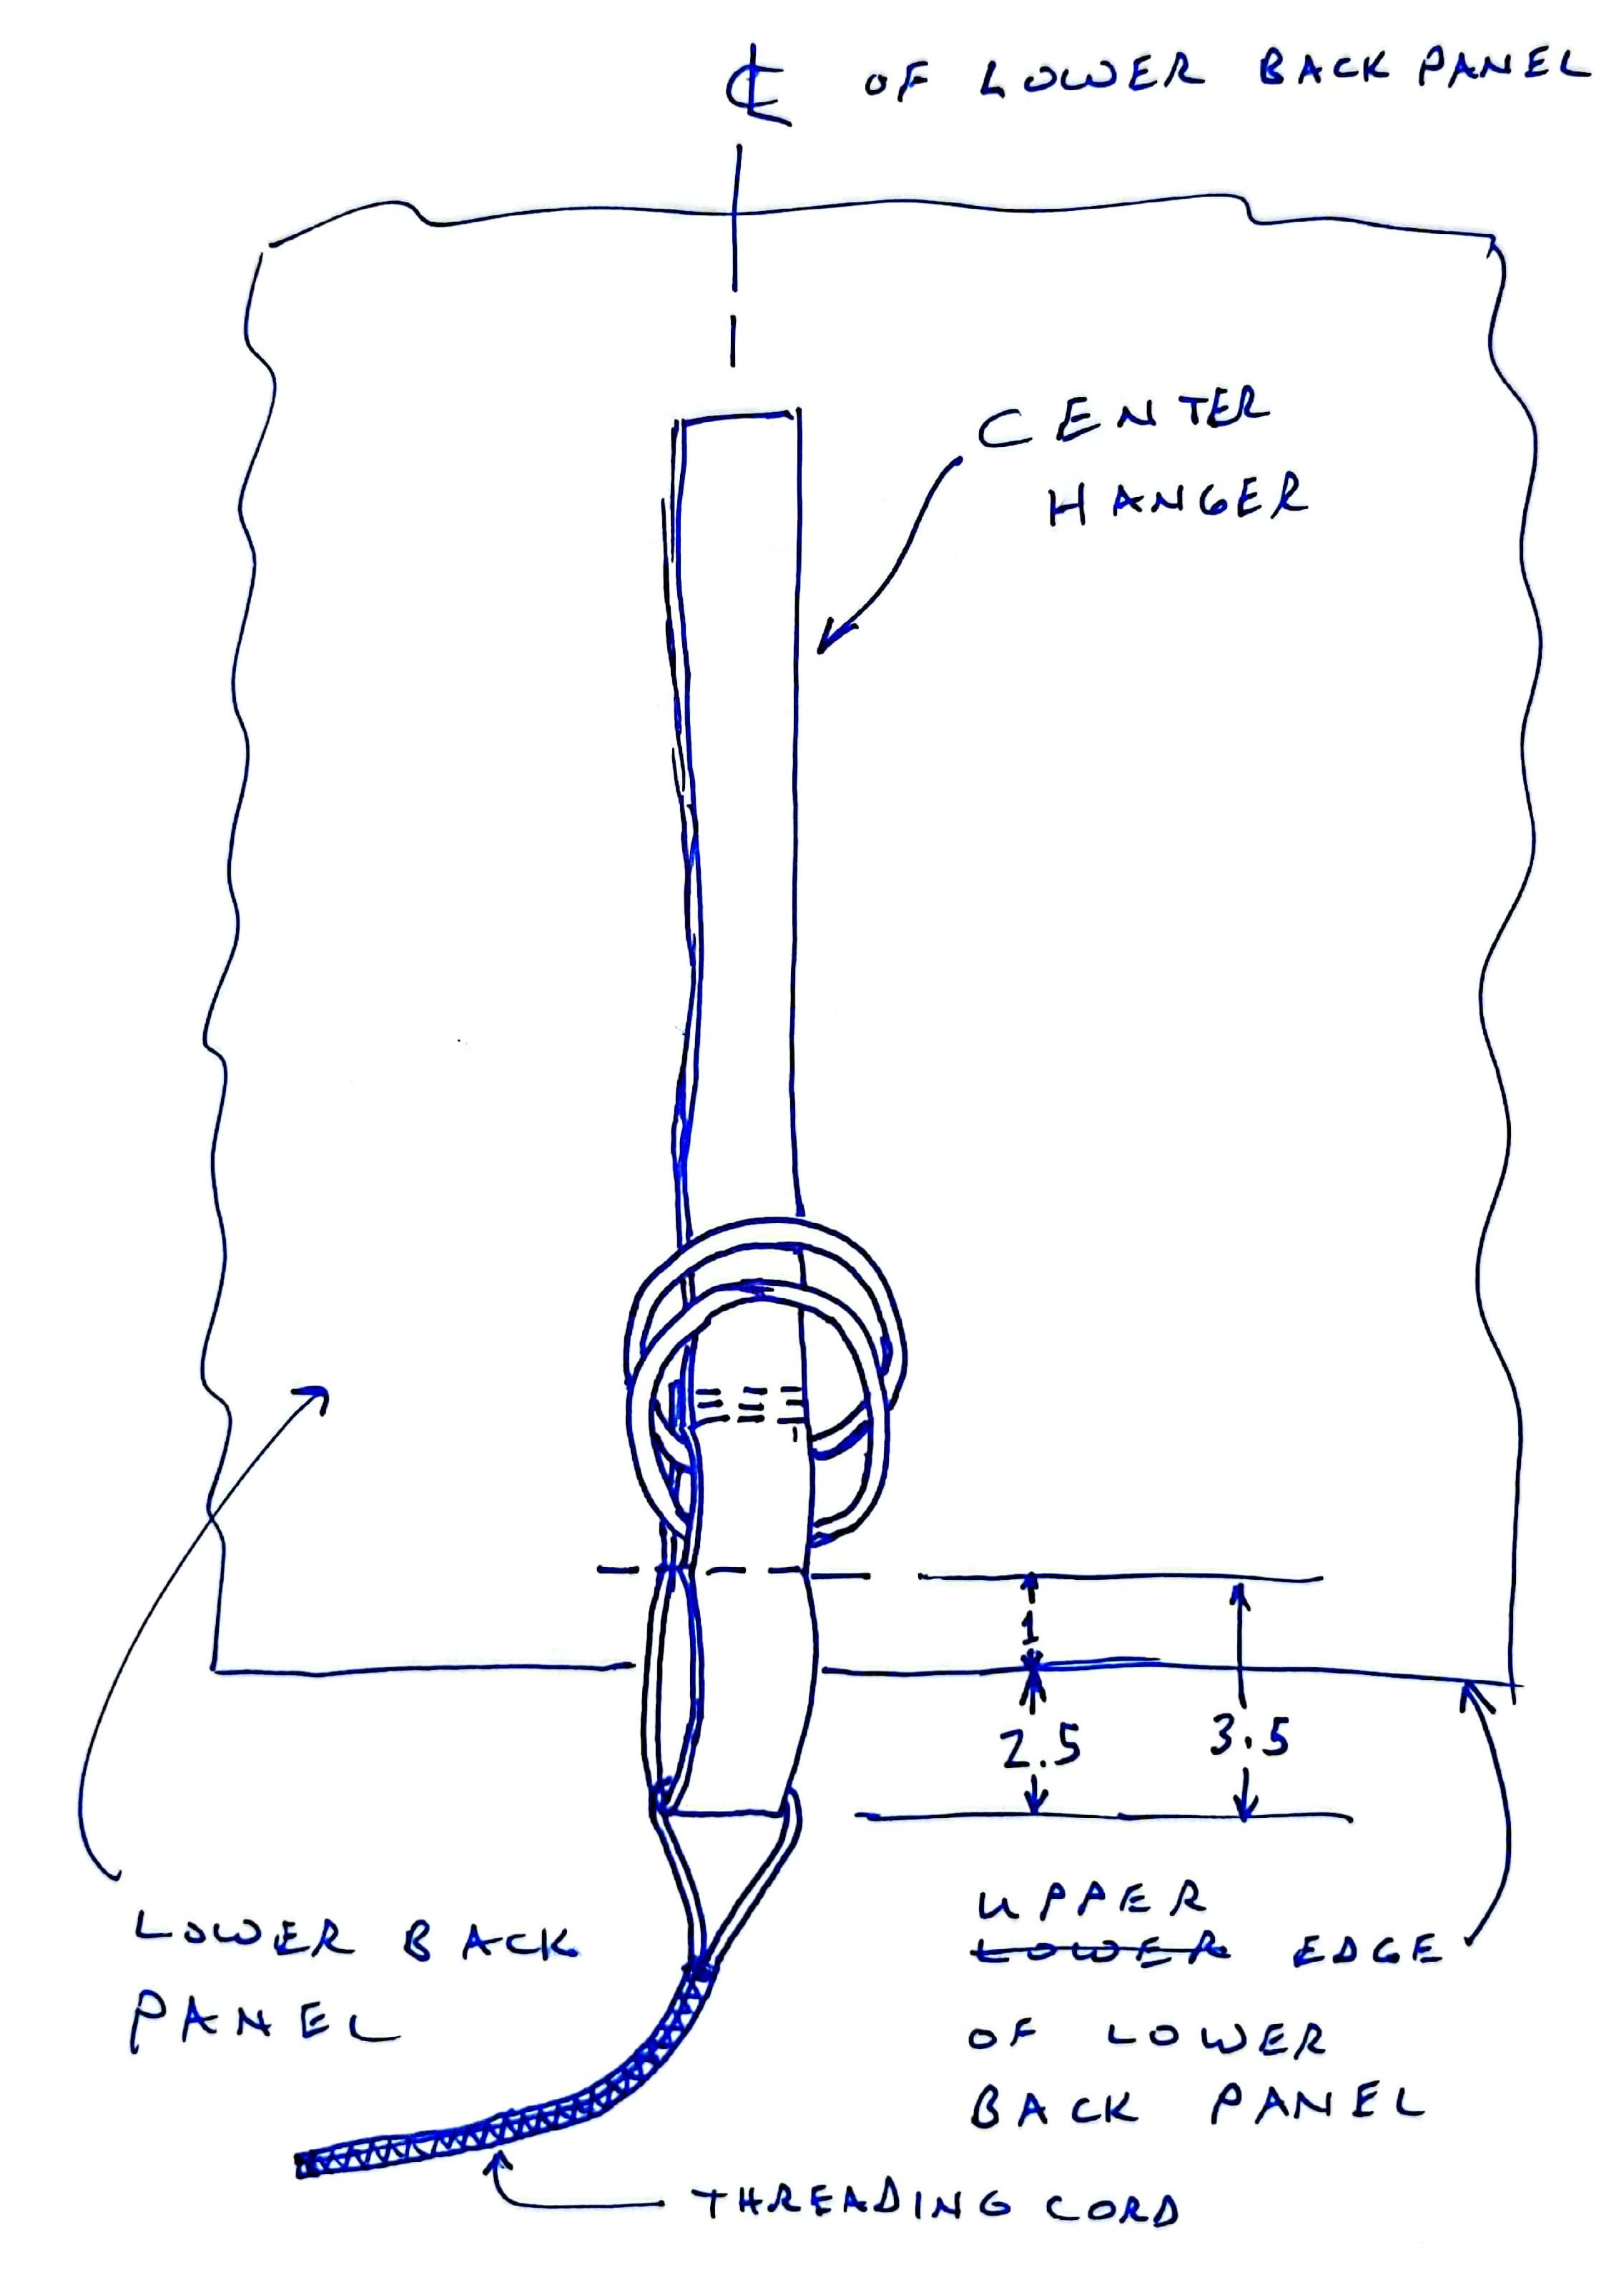 ℄ OF LOWER BACK PANEL
CENTER
HANGER
1
2.5 3.5
LOWER BACK
PANEL
UPPER
~~LOWER~~ EDGE
OF LOWER
BACK PANEL
THREADING CORD